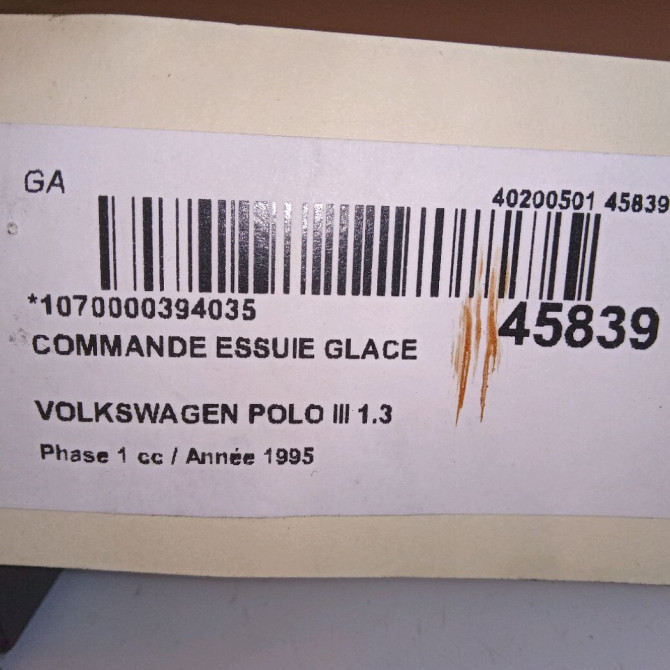 GA
40200501 45839
*1070000394035
45839
COMMANDE ESSUIE GLACE
VOLKSWAGEN POLO III 1.3
Phase 1 cc / Année 1995